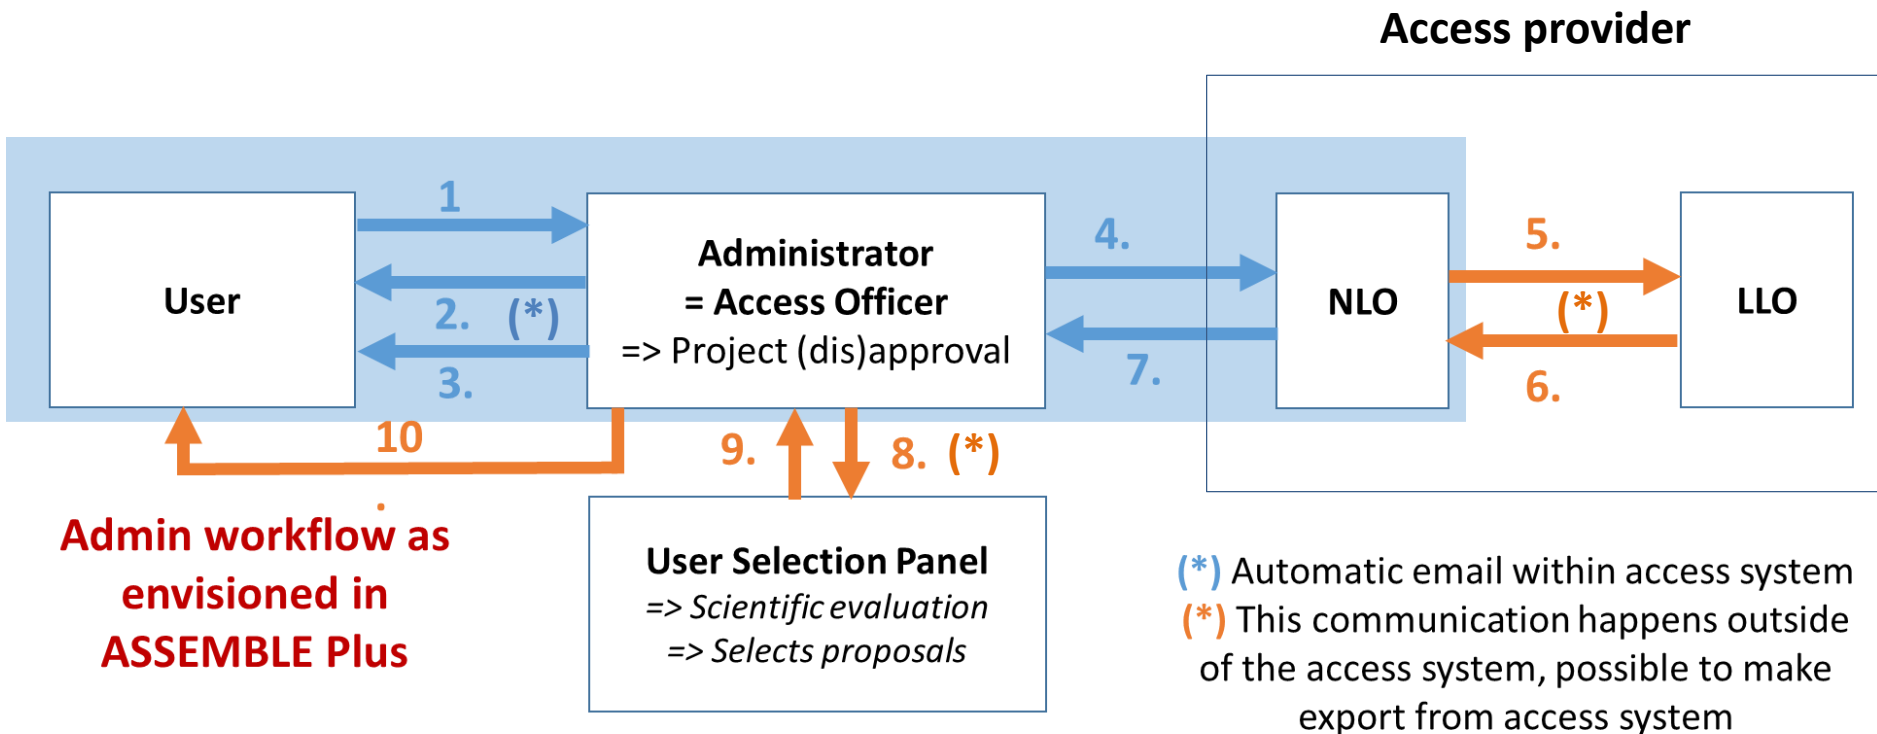 Access provider
1
2.
(*)
3.
User
Administrator
= Access Officer
=> Project (dis)approval
4.
7.
NLO
5.
(*)
6.
LLO
10
.
9.
8.
(*)
User Selection Panel
=> Scientific evaluation
=> Selects proposals
Admin workflow as
envisioned in
ASSEMBLE Plus
(*) Automatic email within access system
(*) This communication happens outside
of the access system, possible to make
export from access system